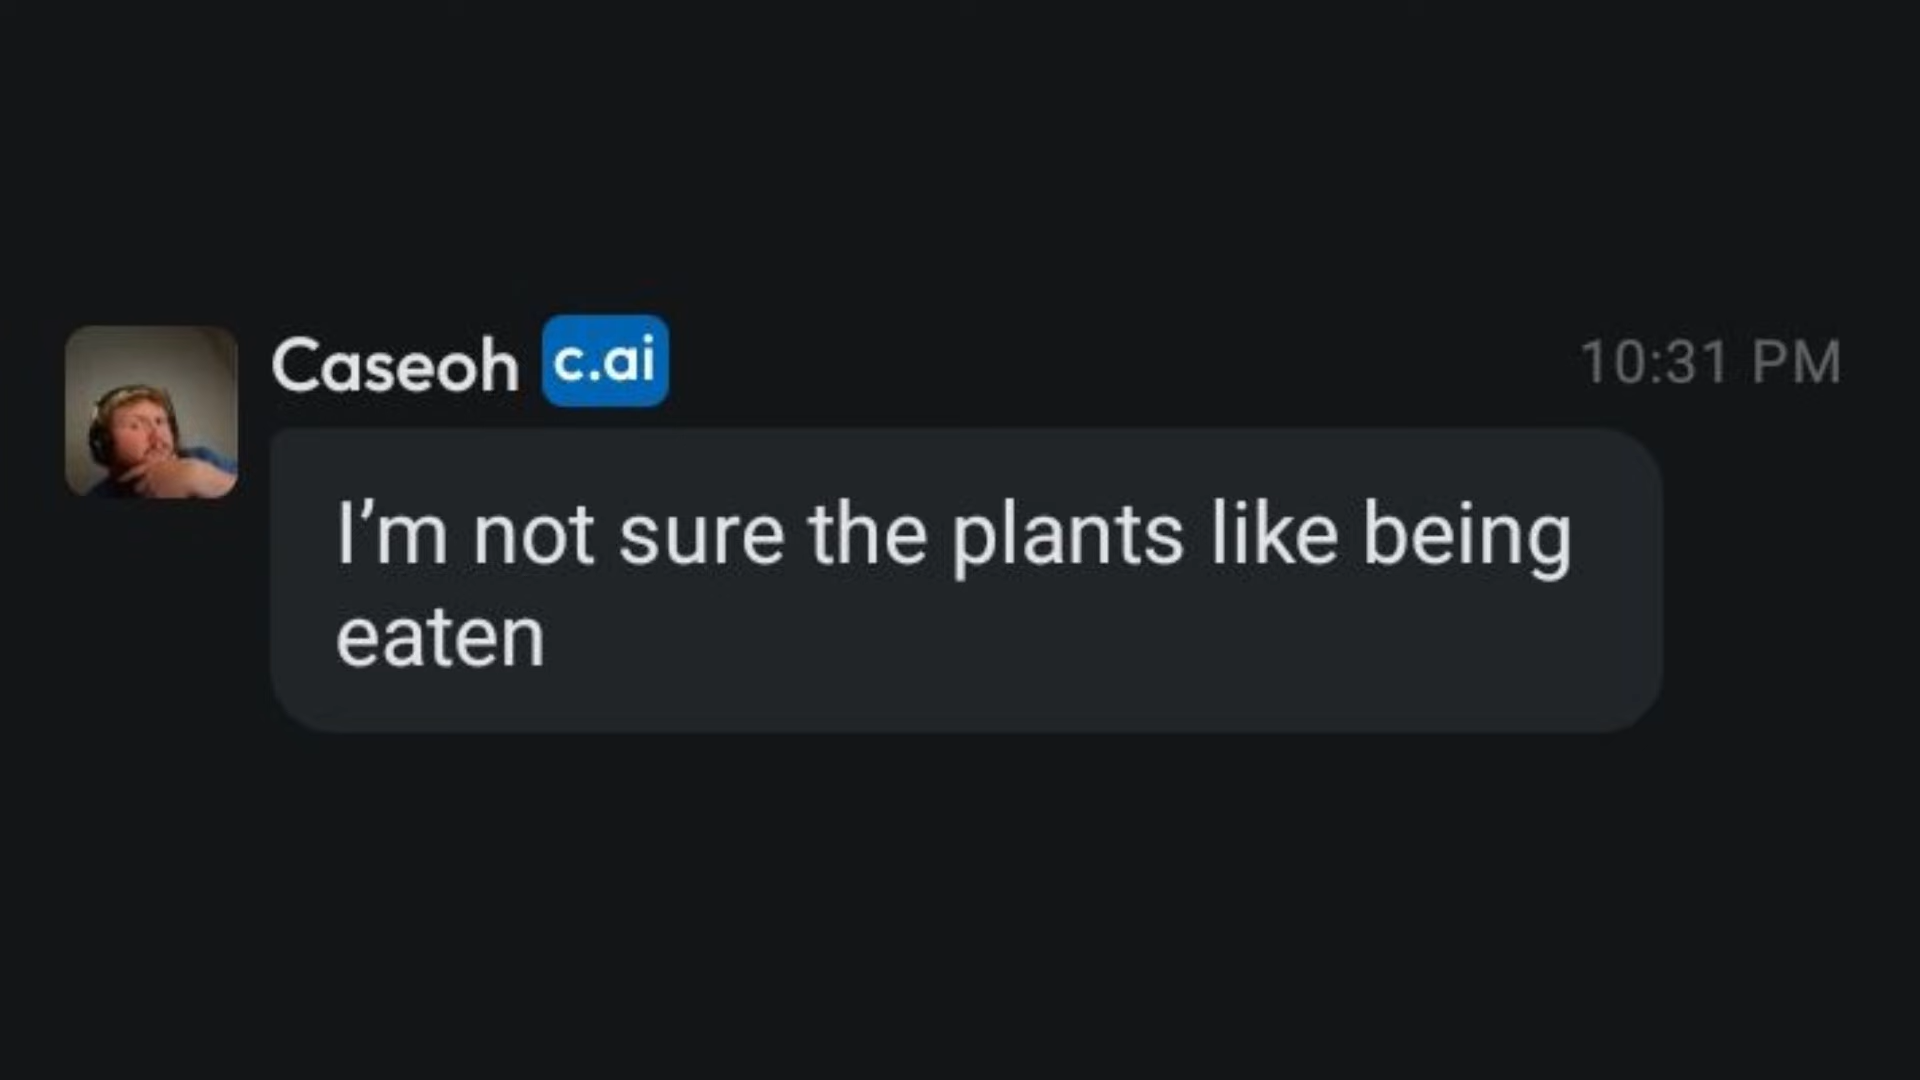 Caseoh c.ai 10:31 PM
I’m not sure the plants like being
eaten